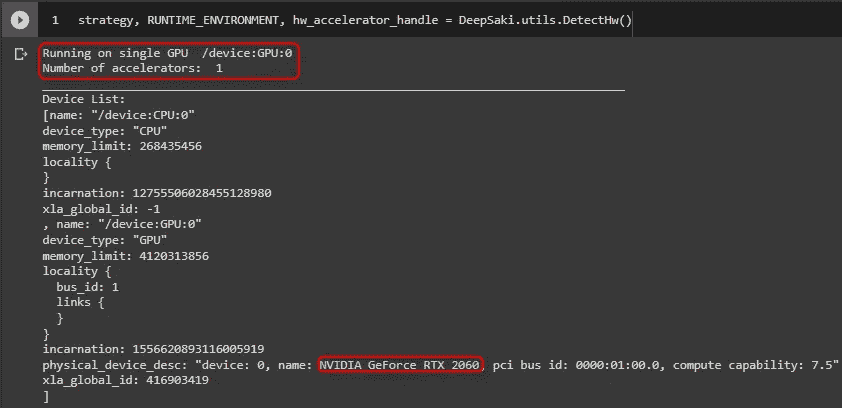 1 strategy, RUNTIME_ENVIRONMENT, hw_accelerator_handle = DeepSaki.utils.DetectHw()
Running on single GPU  /device:GPU:0
Number of accelerators:  1
Device List:
[name: "/device:CPU:0"
device_type: "CPU"
memory_limit: 268435456
locality {
}
incarnation: 12755506028455128980
xla_global_id: -1
, name: "/device:GPU:0"
device_type: "GPU"
memory_limit: 4120313856
locality {
  bus_id: 1
  links {
  }
}
incarnation: 1556620893116005919
physical_device_desc: "device: 0, name: NVIDIA GeForce RTX 2060, pci bus id: 0000:01:00.0, compute capability: 7.5"
xla_global_id: 416903419
]